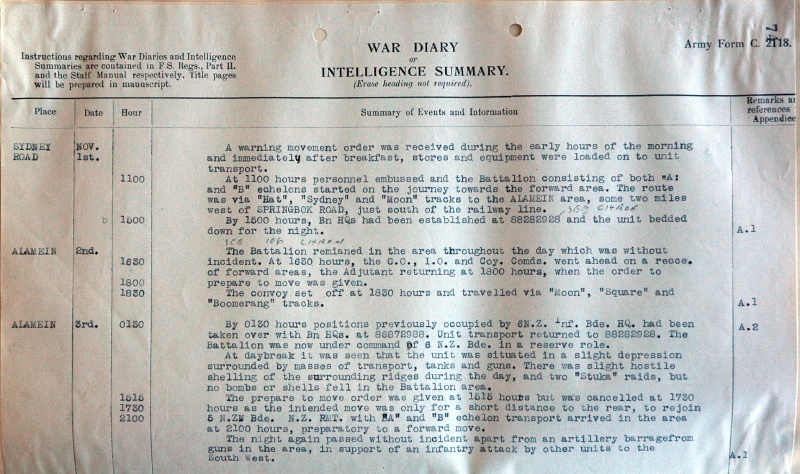 WAR DIARY
or
INTELLIGENCE SUMMARY.
(Erase heading not required).
Army Form C. 2118.
Instructions regarding War Diaries and Intelligence
Summaries are contained in F.S. Regs., Part II.
and the Staff Manual respectively. Title pages
will be prepared in manuscript.
Place Date Hour Summary of Events and Information Remarks an
references
Appendice
SYDNEY NOV. A warning movement order was received during the early hours of the morning
ROAD 1st. and immediately after breakfast, stores and equipment were loaded on to unit
transport.
1100 At 1100 hours personnel embussed and the Battalion consisting of both "A:
and "B" echelons started on the journey towards the forward area. The route
was via "Hat", "Sydney" and "Moon" tracks to the ALAMEIN area, some two miles
west of SPRINGBOK ROAD, just south of the railway line.
1500 By 1500 hours, Bn HQs had been established at 88282928 and the unit bedded
down for the night. A.1
ALAMEIN 2nd. The Battalion remianed in the area throughout the day which was without
1630 incident. At 1630 hours, the C.O., I.O. and Coy. Comds. went ahead on a recce.
of forward areas, the Adjutant returning at 1800 hours, when the order to
1800 prepare to move was given.
1830 The convoy set off at 1830 hours and travelled via "Moon", "Square" and
"Boomerang" tracks. A.1
ALAMEIN 3rd. 0130 By 0130 hours positions previously occupied by 6N.Z. Inf. Bde. HQ. had been A.2
taken over with Bn HQs. at 86872988. Unit transport returned to 88282928. The
Battalion was now under command of 6 N.Z. Bde. in a reserve role.
At daybreak it was seen that the unit was situated in a slight depression
surrounded by masses of transport, tanks and guns. There was slight hostile
shelling of the surrounding ridges during the day, and two "Stuka" raids, but
no bombs or shells fell in the Battalion area.
1515 The prepare to move order was given at 1515 hours but was cancelled at 1730
1730 hours as the intended move was only for a short distance to the rear, to rejoin
2100 5 N.Z. Bde. N.Z. RMT. with "A" and "B" echelon transport arrived in the area
at 2100 hours, preparatory to a forward move.
The night again passed without incident apart from an artillery barragefrom
guns in the area, in support of an infantry attack by other units to the
South West. A.1